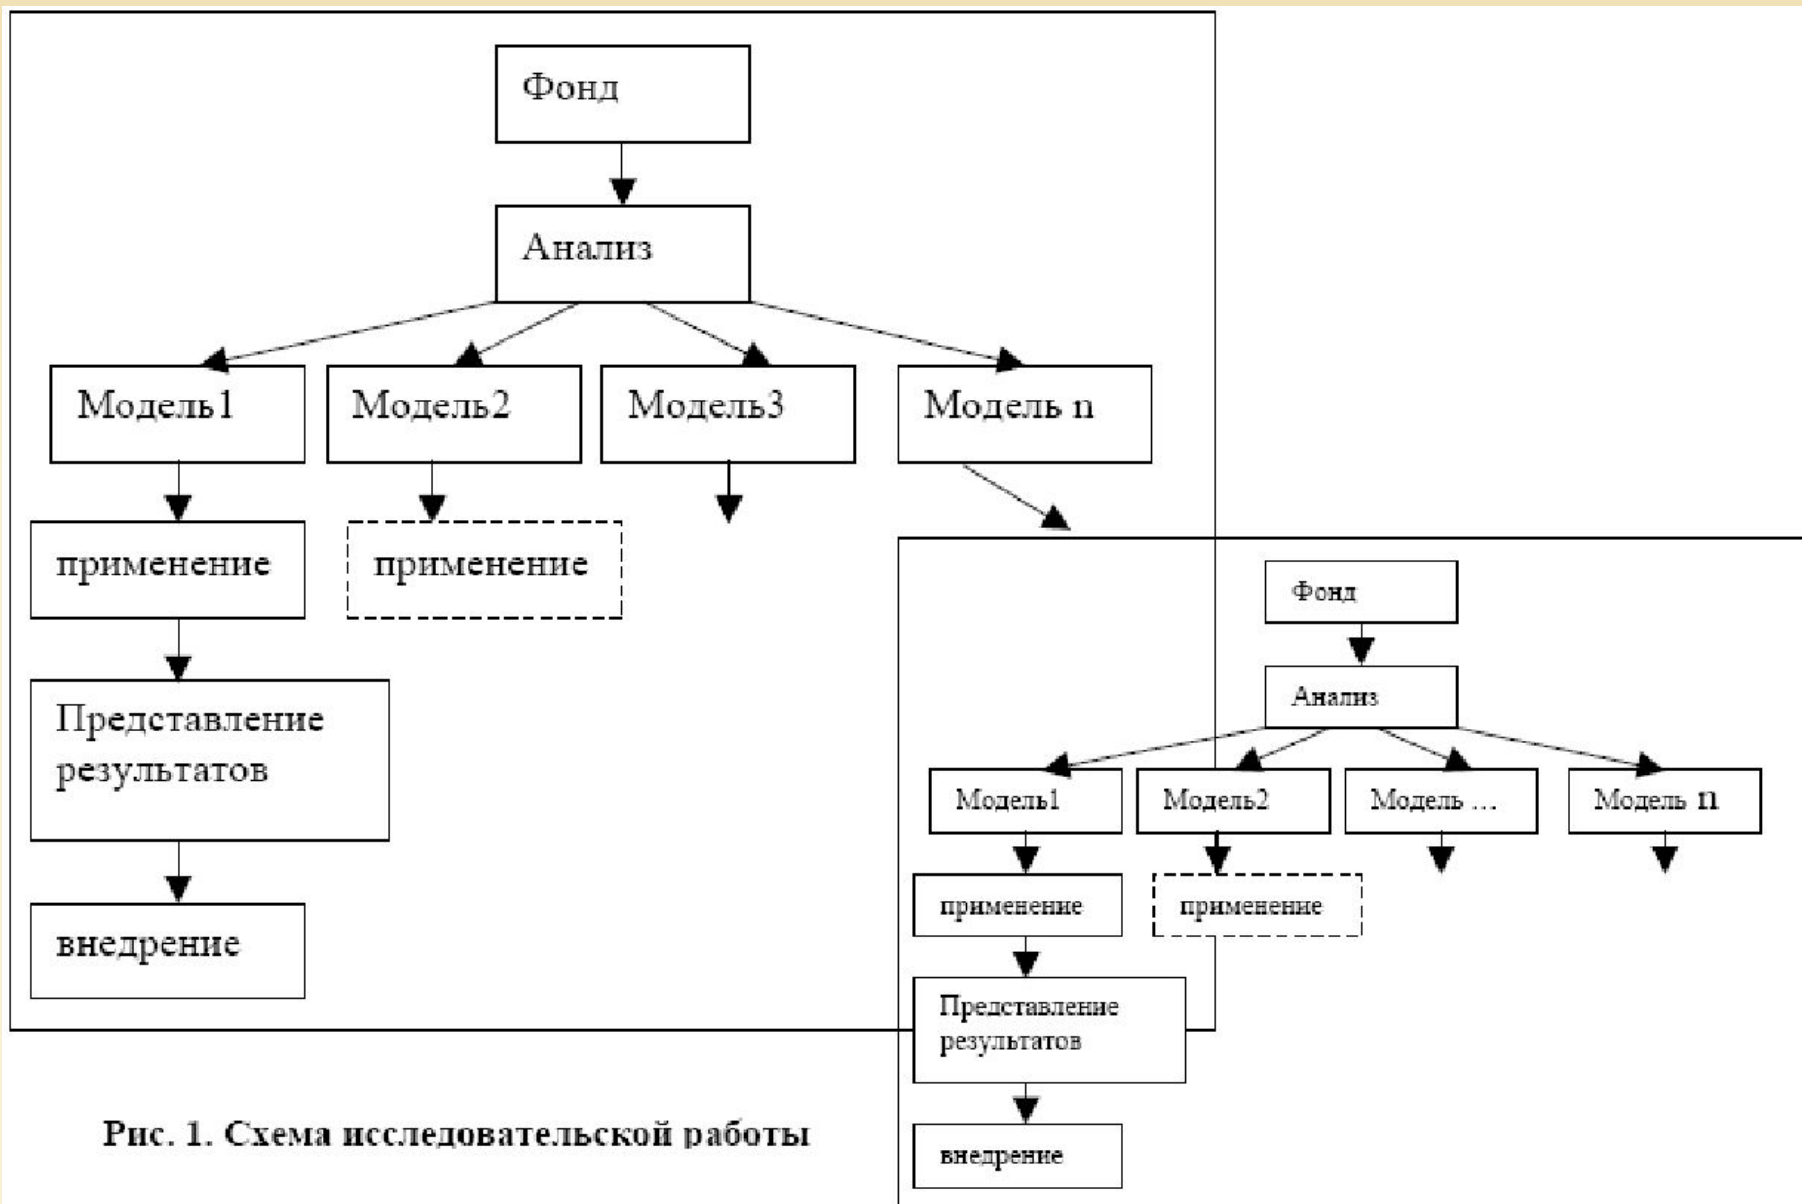 Фонд
Анализ
Модель1
Модель2
Модель3
Модель n
применение
применение
Представление
результатов
внедрение
Фонд
Анализ
Модель1
Модель2
Модель ...
Модель n
применение
применение
Представление
результатов
внедрение
Рис. 1. Схема исследовательской работы